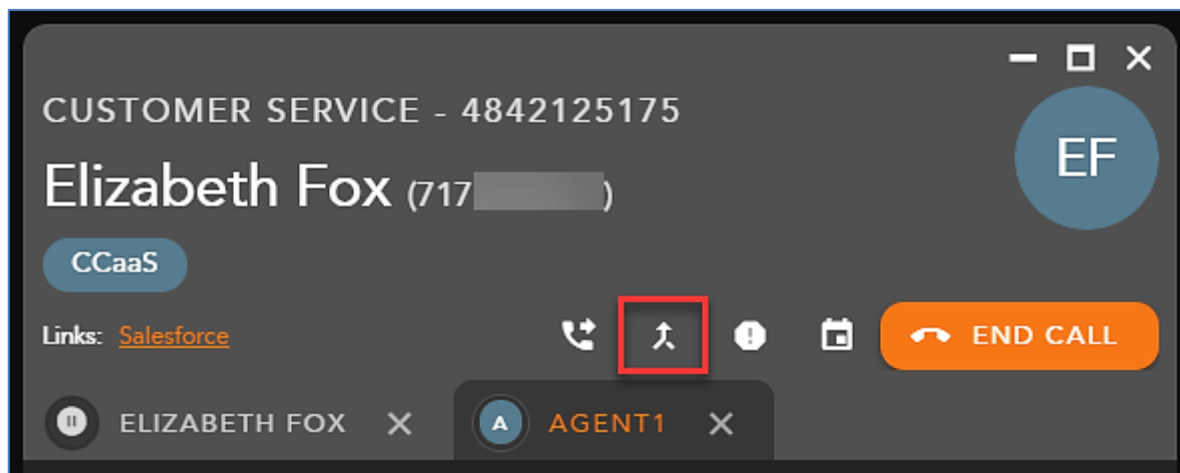 CUSTOMER SERVICE - 4842125175
Elizabeth Fox (717 )
EF
CCaaS
Links: Salesforce
END CALL
ELIZABETH FOX
A AGENT1